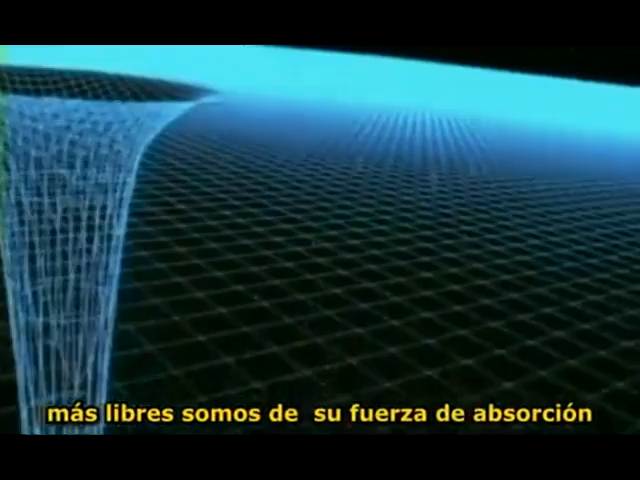 más libres somos de  su fuerza de absorción